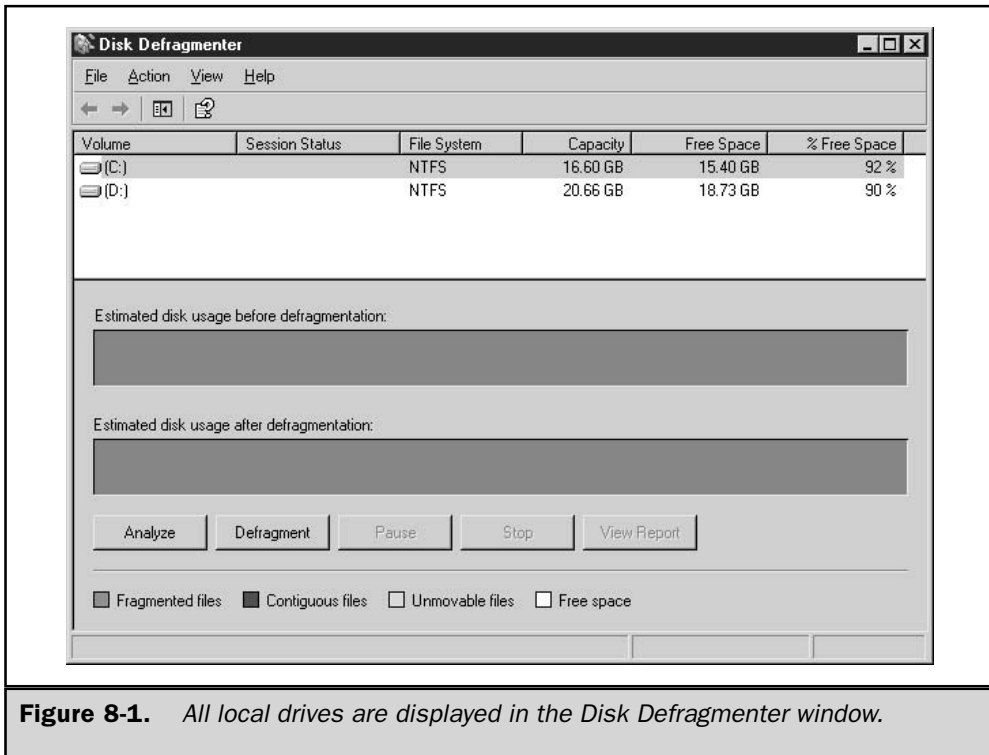 Disk Defragmenter
File Action View Help
Volume Session Status File System Capacity Free Space % Free Space
(C:) NTFS 16.60 GB 15.40 GB 92 %
(D:) NTFS 20.66 GB 18.73 GB 90 %
Estimated disk usage before defragmentation:
Estimated disk usage after defragmentation:
Analyze Defragment Pause Stop View Report
Fragmented files Contiguous files Unmovable files Free space
Figure 8-1. All local drives are displayed in the Disk Defragmenter window.